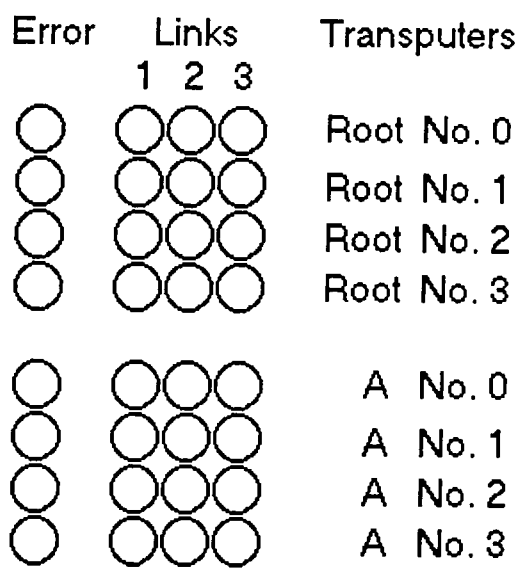 Error Links Transputers
1 2 3
Root No. 0
Root No. 1
Root No. 2
Root No. 3
A No. 0
A No. 1
A No. 2
A No. 3